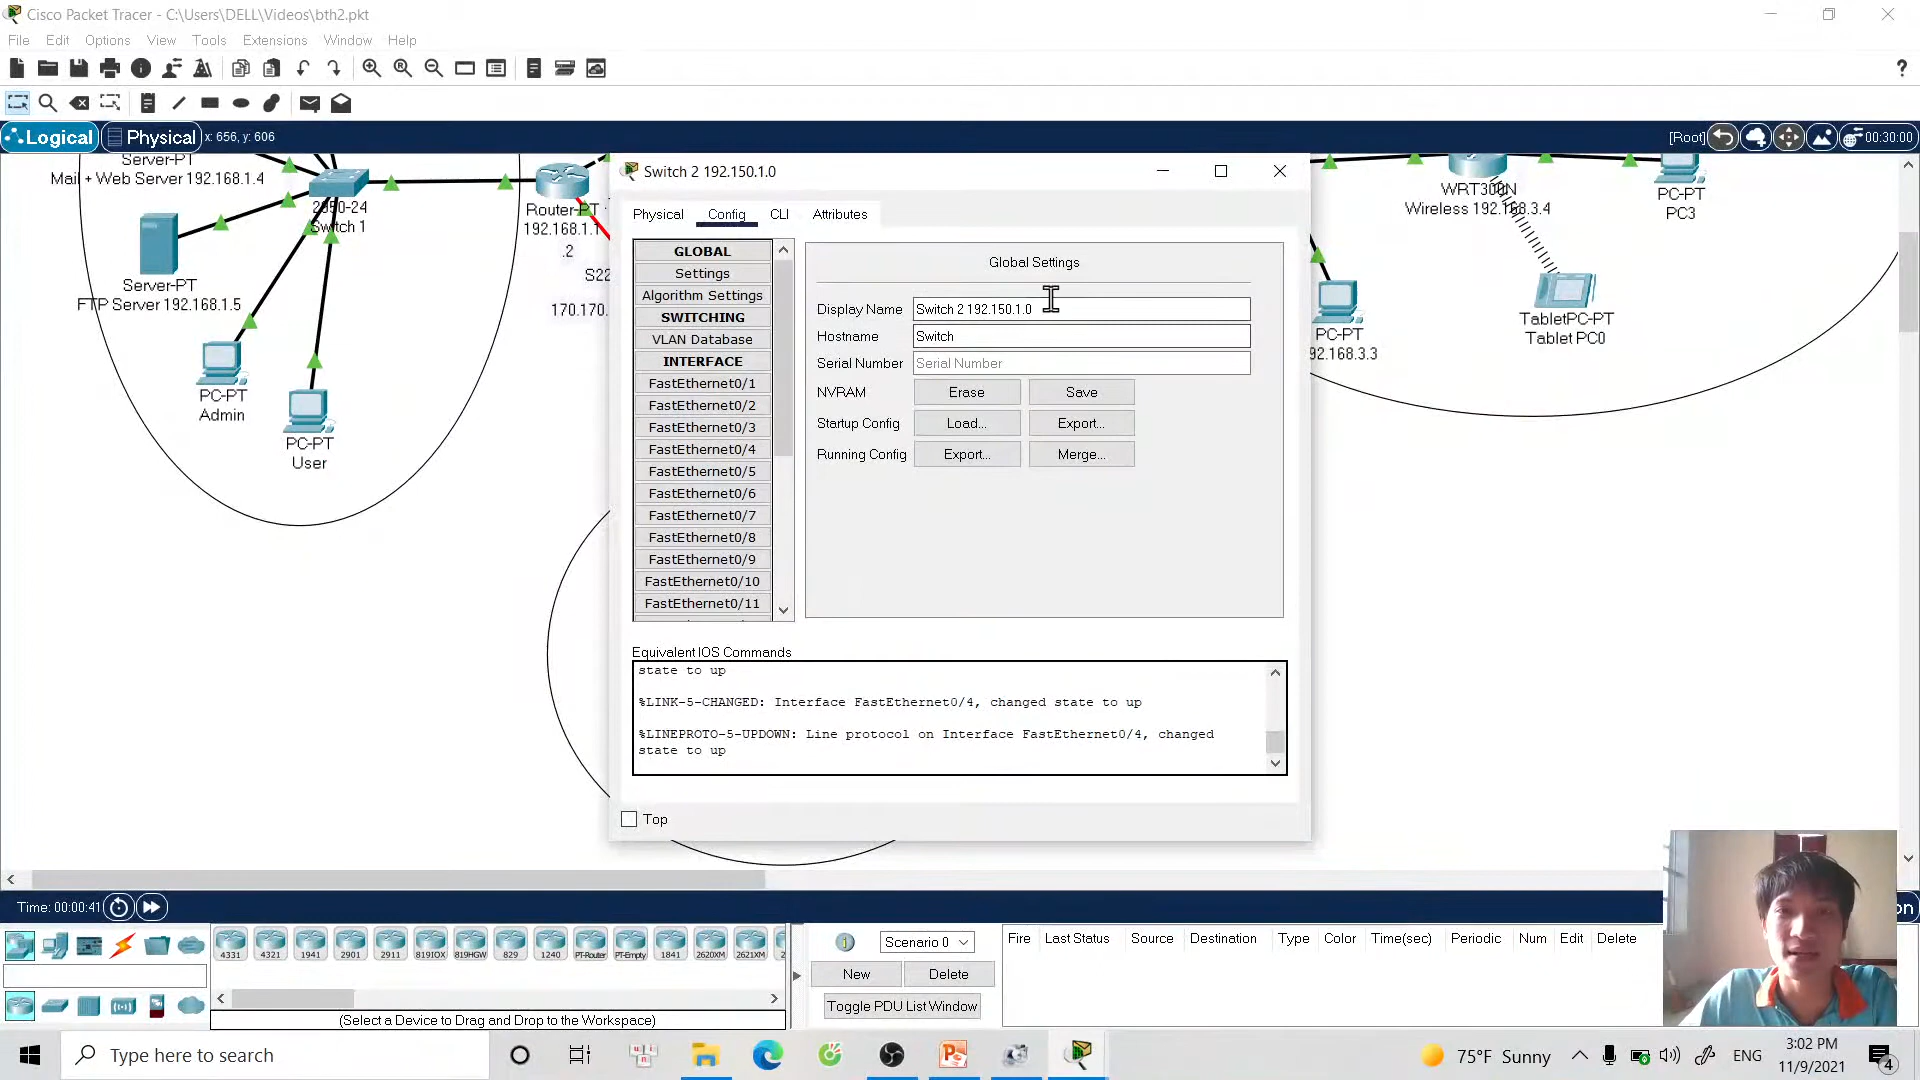 Cisco Packet Tracer - C:\Users\DELL\Videos\bth2.pkt
File Edit Options View Tools Extensions Window Help
Logical Physical x: 656, y: 606 [Root] 00:30:00
Server-PT
Mail + Web Server 192.168.1.4
Switch 1
Server-PT
FTP Server 192.168.1.5
PC-PT
Admin
PC-PT
User
Router-PT
192.168.1.1
.2
S22
170.170.
Switch 2 192.150.1.0
Physical Config CLI Attributes
GLOBAL
Settings
Algorithm Settings
SWITCHING
VLAN Database
INTERFACE
FastEthernet0/1
FastEthernet0/2
FastEthernet0/3
FastEthernet0/4
FastEthernet0/5
FastEthernet0/6
FastEthernet0/7
FastEthernet0/8
FastEthernet0/9
FastEthernet0/10
FastEthernet0/11
Global Settings
Display Name Switch 2 192.150.1.0
Hostname Switch
Serial Number Serial Number
NVRAM Erase Save
Startup Config Load... Export...
Running Config Export... Merge...
Equivalent IOS Commands
state to up
%LINK-5-CHANGED: Interface FastEthernet0/4, changed state to up
%LINEPROTO-5-UPDOWN: Line protocol on Interface FastEthernet0/4, changed
state to up
Top
WRT300N
Wireless 192.168.3.4
PC-PT
PC3
PC-PT
92.168.3.3
TabletPC-PT
Tablet PC0
Time: 00:00:41
4331 4321 1941 2901 2911 819IOX 819HGW 829 1240 PT-Router PT-Empty 1841 2620XM 2621XM
(Select a Device to Drag and Drop to the Workspace)
Scenario 0
New Delete
Toggle PDU List Window
Fire Last Status Source Destination Type Color Time(sec) Periodic Num Edit Delete
on
Type here to search
75°F Sunny
ENG
3:02 PM
11/9/2021
4